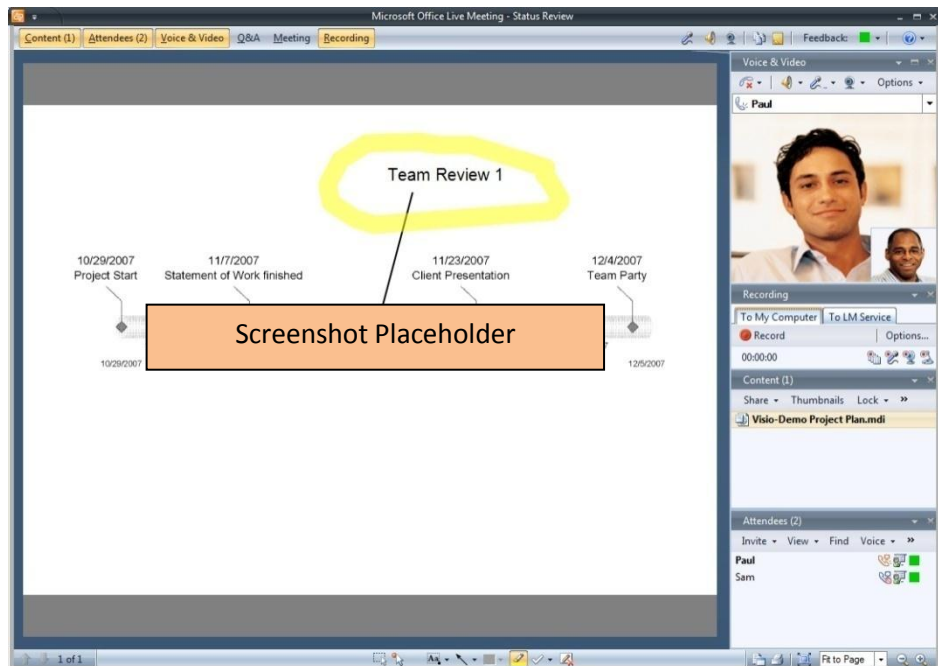 Microsoft Office Live Meeting - Status Review
Content (1) Attendees (2) Voice & Video Q&A Meeting Recording Feedback:
Voice & Video
Options
Paul
Team Review 1
10/29/2007
Project Start
11/7/2007
Statement of Work finished
11/23/2007
Client Presentation
12/4/2007
Team Party
Screenshot Placeholder
10/29/2007
12/5/2007
Recording
To My Computer To LM Service
Record Options...
00:00:00
Content (1)
Share Thumbnails Lock »
Visio-Demo Project Plan.mdi
Attendees (2)
Invite View Find Voice »
Paul
Sam
1 of 1 Aa Fit to Page